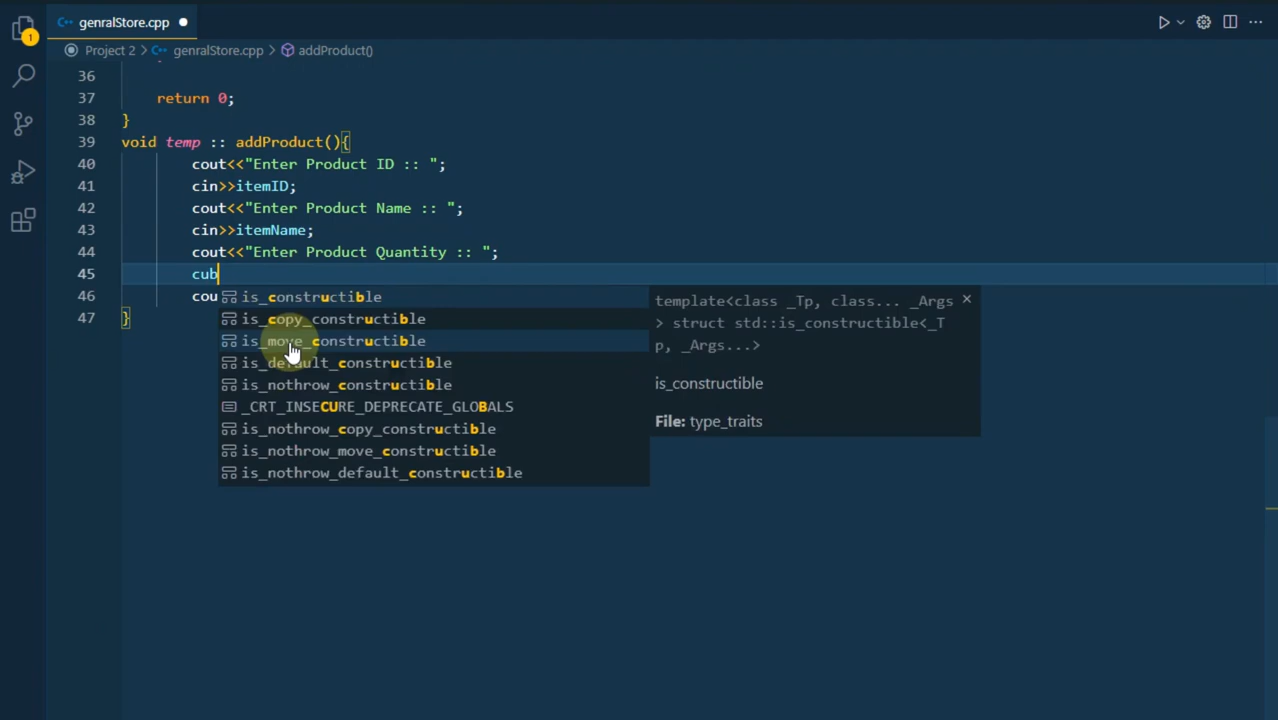 genralStore.cpp
1
Project 2 > genralStore.cpp > addProduct()
36
37 return 0;
38 }
39 void temp :: addProduct(){
40 cout<<"Enter Product ID :: ";
41 cin>>itemID;
42 cout<<"Enter Product Name :: ";
43 cin>>itemName;
44 cout<<"Enter Product Quantity :: ";
45 cub
46 cou
47 }
is_constructible
is_copy_constructible
is_move_constructible
is_default_constructible
is_nothrow_constructible
_CRT_INSECURE_DEPRECATE_GLOBALS
is_nothrow_copy_constructible
is_nothrow_move_constructible
is_nothrow_default_constructible
template<class _Tp, class... _Args
> struct std::is_constructible<_T
p, _Args...>
is_constructible
File: type_traits